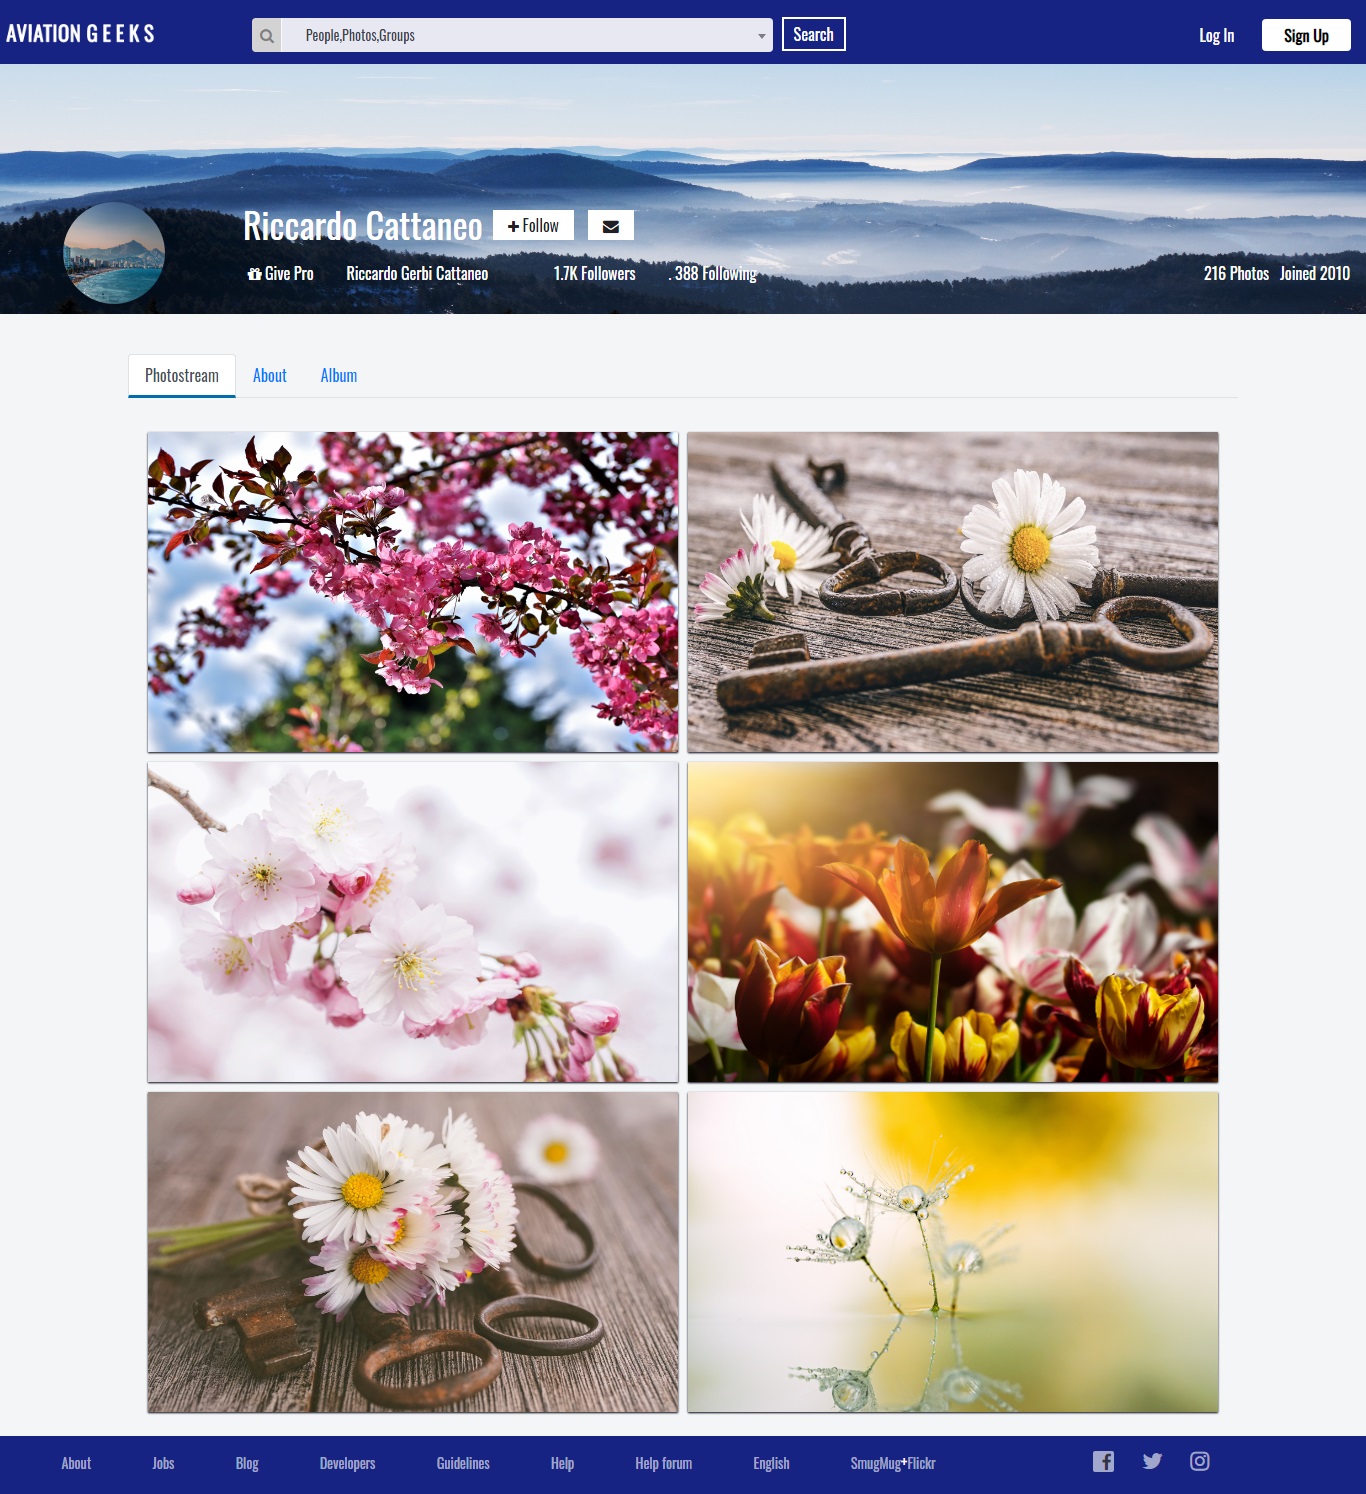 AVIATION GEEKS
People,Photos,Groups
Search
Log In
Sign Up
Riccardo Cattaneo
Follow
Give Pro
Riccardo Gerbi Cattaneo
1.7K Followers
. 388 Following
216 Photos
Joined 2010
Photostream
About
Album
About
Jobs
Blog
Developers
Guidelines
Help
Help forum
English
SmugMug+Flickr